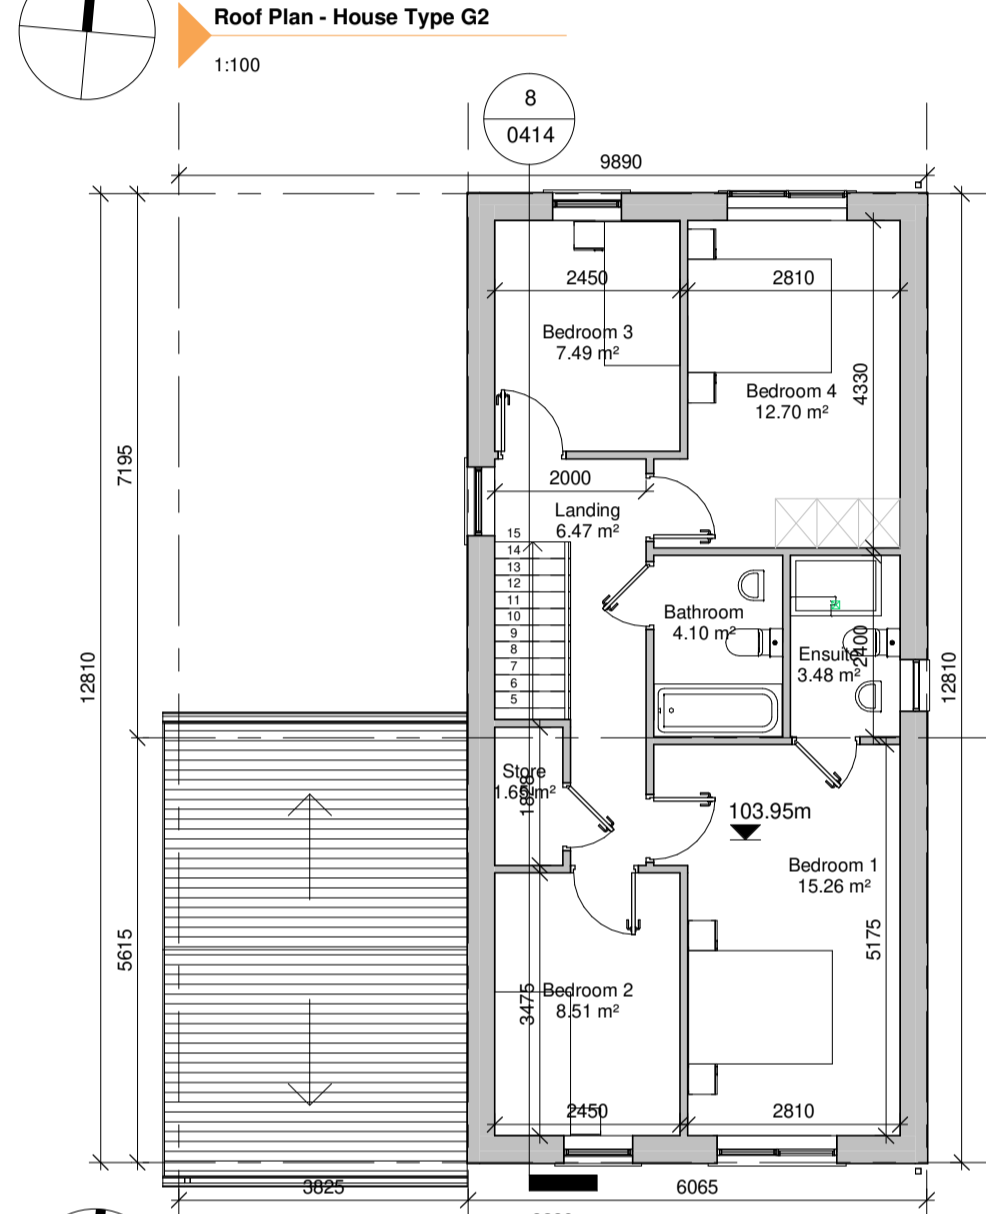 Roof Plan - House Type G2
1:100
8
0414
9890
2450
2810
Bedroom 3
7.49 m²
Bedroom 4
12.70 m²
4330
7195
2000
Landing
6.47 m²
15
14
13
12
11
10
9
8
7
6
5
Bathroom
4.10 m²
Ensuite
3.48 m²
2400
12810
12810
Store
1.65 m²
103.95m
Bedroom 1
15.26 m²
5615
5175
3475
Bedroom 2
8.51 m²
2450
2810
3825
6065